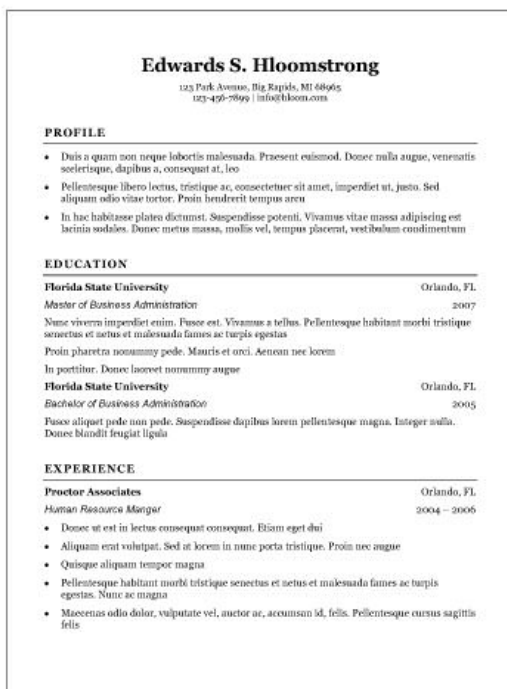 Edwards S. Hloomstrong
123 Park Avenue, Big Rapids, MI 68965
123-456-7899 | info@hloom.com
PROFILE
• Duis a quam non neque lobortis malesuada. Praesent euismod. Donec nulla augue, venenatis
scelerisque, dapibus a, consequat at, leo
• Pellentesque libero lectus, tristique ac, consectetuer sit amet, imperdiet ut, justo. Sed
aliquam odio vitae tortor. Proin hendrerit tempus arcu
• In hac habitasse platea dictumst. Suspendisse potenti. Vivamus vitae massa adipiscing est
lacinia sodales. Donec metus massa, mollis vel, tempus placerat, vestibulum condimentum
EDUCATION
Florida State University Orlando, FL
Master of Business Administration 2007
Nunc viverra imperdiet enim. Fusce est. Vivamus a tellus. Pellentesque habitant morbi tristique
senectus et netus et malesuada fames ac turpis egestas
Proin pharetra nonummy pede. Mauris et orci. Aenean nec lorem
In porttitor. Donec laoreet nonummy augue
Florida State University Orlando, FL
Bachelor of Business Administration 2005
Fusce aliquet pede non pede. Suspendisse dapibus lorem pellentesque magna. Integer nulla.
Donec blandit feugiat ligula
EXPERIENCE
Proctor Associates Orlando, FL
Human Resource Manger 2004 – 2006
• Donec ut est in lectus consequat consequat. Etiam eget dui
• Aliquam erat volutpat. Sed at lorem in nunc porta tristique. Proin nec augue
• Quisque aliquam tempor magna
• Pellentesque habitant morbi tristique senectus et netus et malesuada fames ac turpis
egestas. Nunc ac magna
• Maecenas odio dolor, vulputate vel, auctor ac, accumsan id, felis. Pellentesque cursus sagittis
felis